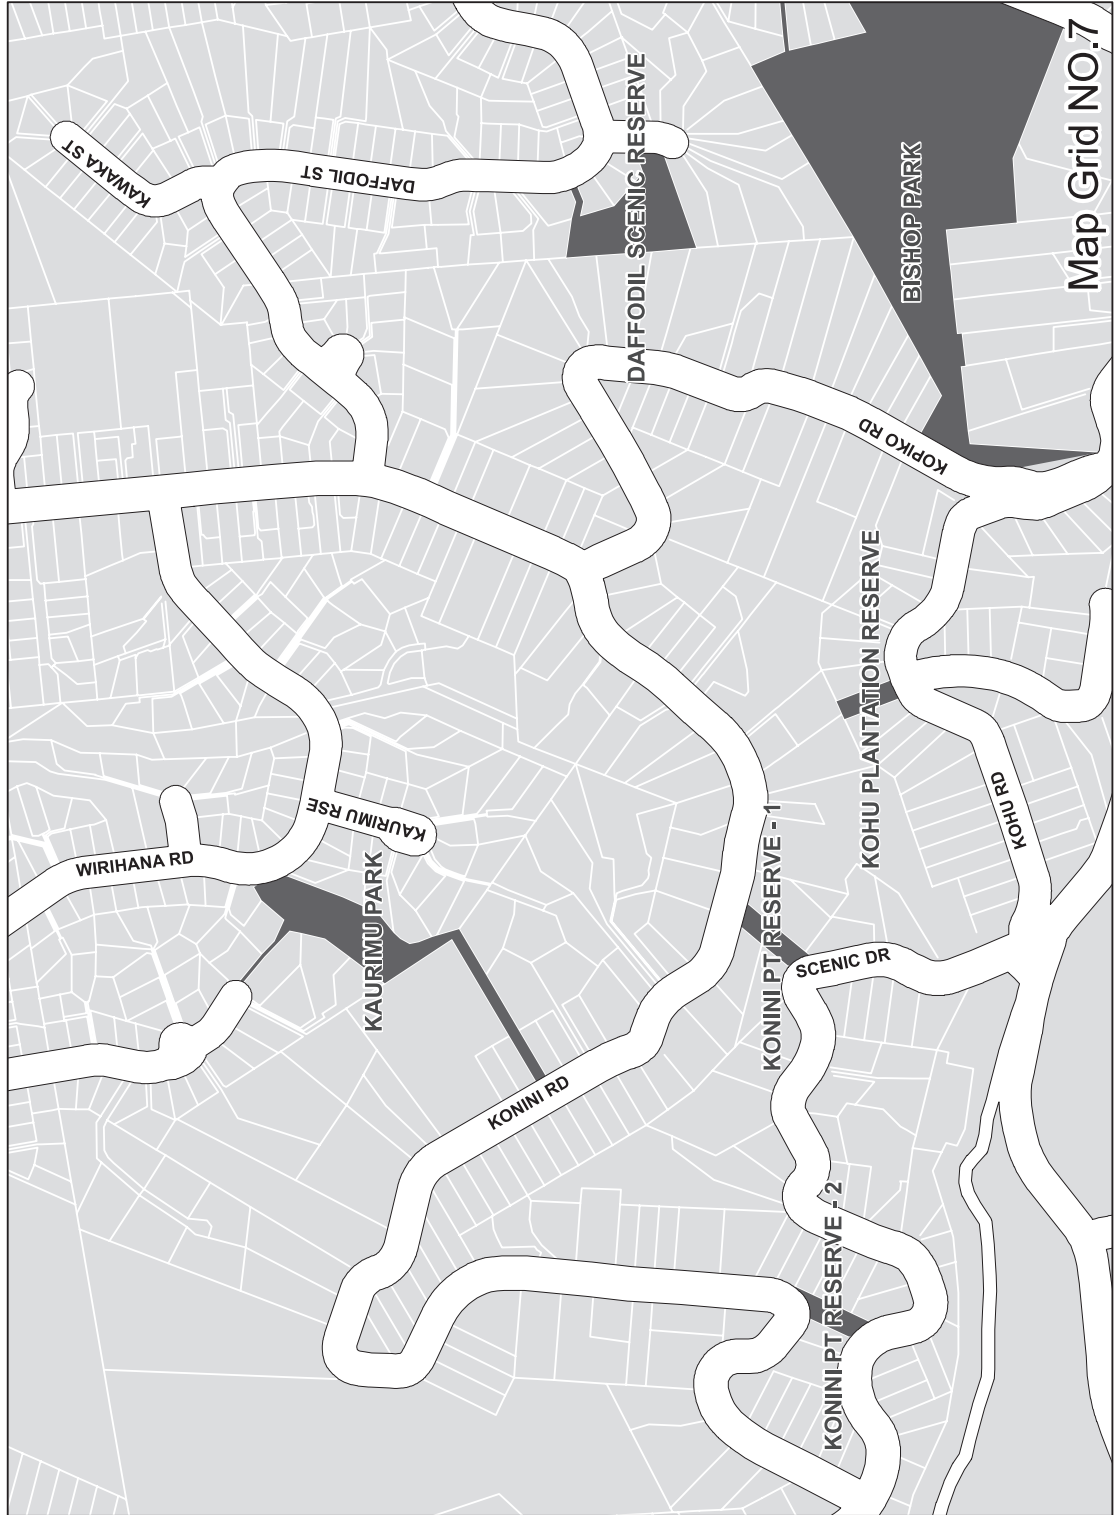 Map Grid NO.7
KAWAKA ST
DAFFODIL ST
DAFFODIL SCENIC RESERVE
BISHOP PARK
KOPIKO RD
KOHU PLANTATION RESERVE
KOHU RD
WIRIHANA RD
KAURIMU RSE
KAURIMU PARK
KONINI PT RESERVE - 1
SCENIC DR
KONINI RD
KONINI PT RESERVE - 2